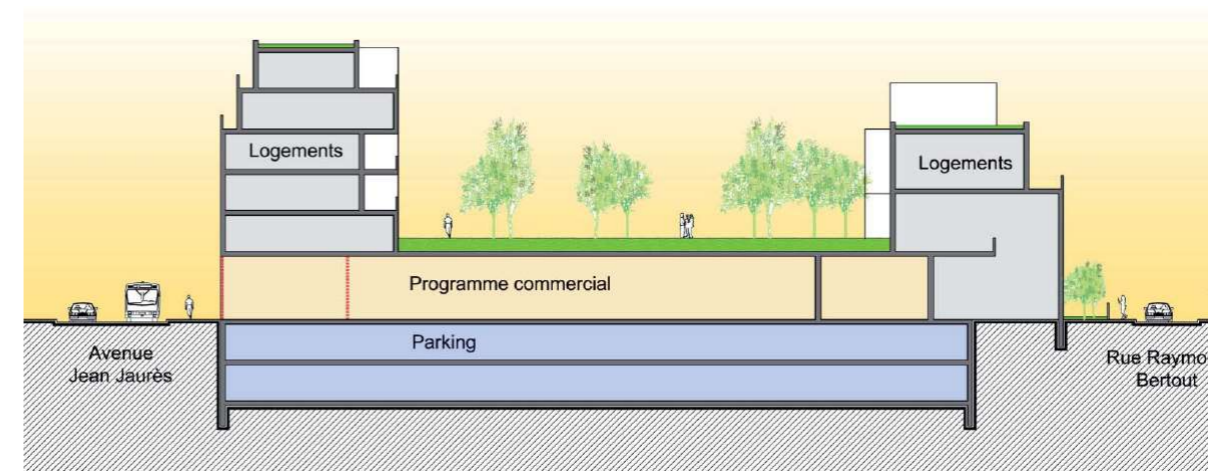 Logements
Logements
Programme commercial
Parking
Avenue
Jean Jaurès
Rue Raymo
Bertout